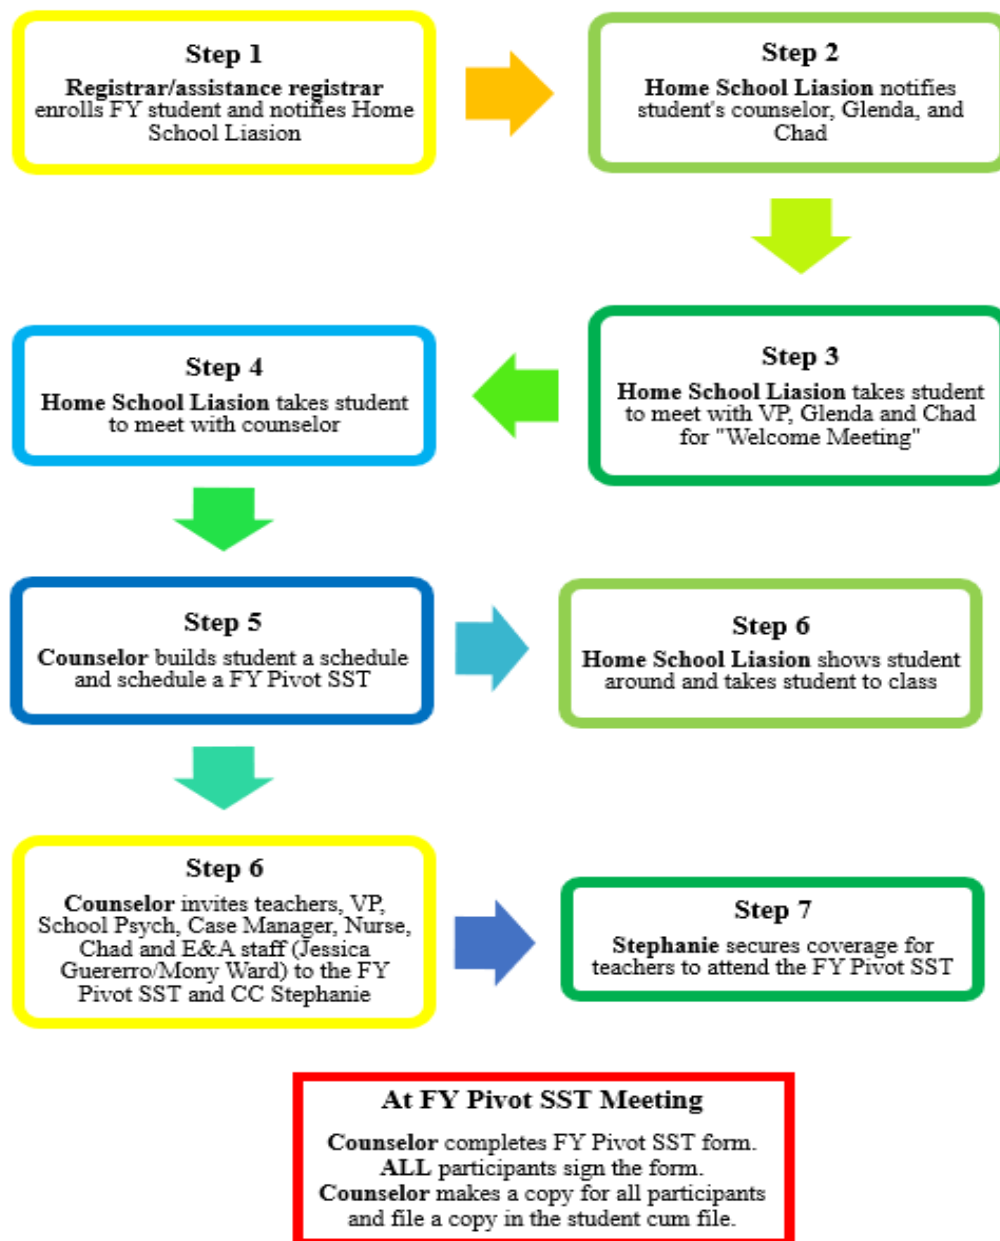 Step 1
Registrar/assistance registrar
enrolls FY student and notifies Home
School Liasion
Step 2
Home School Liasion notifies
student's counselor, Glenda, and
Chad
Step 3
Home School Liasion takes student
to meet with VP, Glenda and Chad
for "Welcome Meeting"
Step 4
Home School Liasion takes student
to meet with counselor
Step 5
Counselor builds student a schedule
and schedule a FY Pivot SST
Step 6
Home School Liasion shows student
around and takes student to class
Step 6
Counselor invites teachers, VP,
School Psych, Case Manager, Nurse,
Chad and E&A staff (Jessica
Guererro/Mony Ward) to the FY
Pivot SST and CC Stephanie
Step 7
Stephanie secures coverage for
teachers to attend the FY Pivot SST
At FY Pivot SST Meeting
Counselor completes FY Pivot SST form.
ALL participants sign the form.
Counselor makes a copy for all participants
and file a copy in the student cum file.